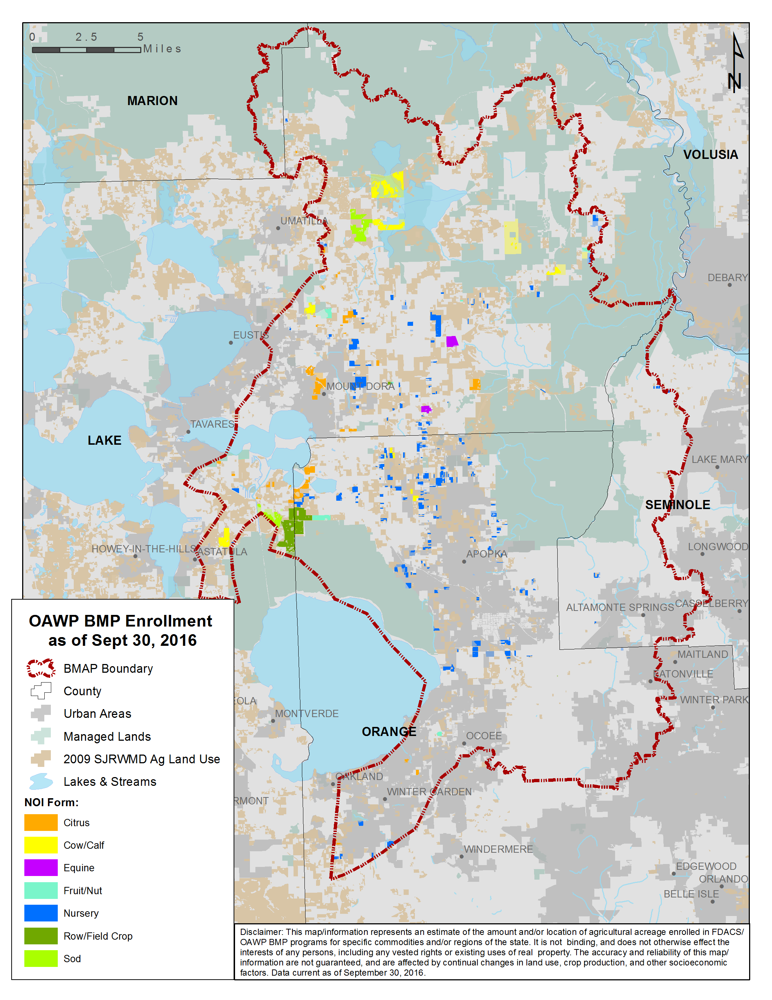 0 2.5 5
Miles
N
MARION
VOLUSIA
UMATILLA
DEBARY
EUSTIS
MOUNT DORA
TAVARES
LAKE
LAKE MARY
SEMINOLE
HOWEY-IN-THE-HILLS
ASTATULA
LONGWOOD
APOPKA
CASSELBERRY
ALTAMONTE SPRINGS
MAITLAND
EATONVILLE
EOLA
WINTER PARK
MONTVERDE
ORANGE
OCOEE
OAKLAND
WINTER GARDEN
RMONT
WINDERMERE
EDGEWOOD
ORLANDO
BELLE ISLE
OAWP BMP Enrollment
as of Sept 30, 2016
BMAP Boundary
County
Urban Areas
Managed Lands
2009 SJRWMD Ag Land Use
Lakes & Streams
NOI Form:
Citrus
Cow/Calf
Equine
Fruit/Nut
Nursery
Row/Field Crop
Sod
Disclaimer: This map/information represents an estimate of the amount and/or location of agricultural acreage enrolled in FDACS/
OAWP BMP programs for specific commodities and/or regions of the state. It is not binding, and does not otherwise effect the
interests of any persons, including any vested rights or existing uses of real property. The accuracy and reliability of this map/
information are not guaranteed, and are affected by continual changes in land use, crop production, and other socioeconomic
factors. Data current as of September 30, 2016.